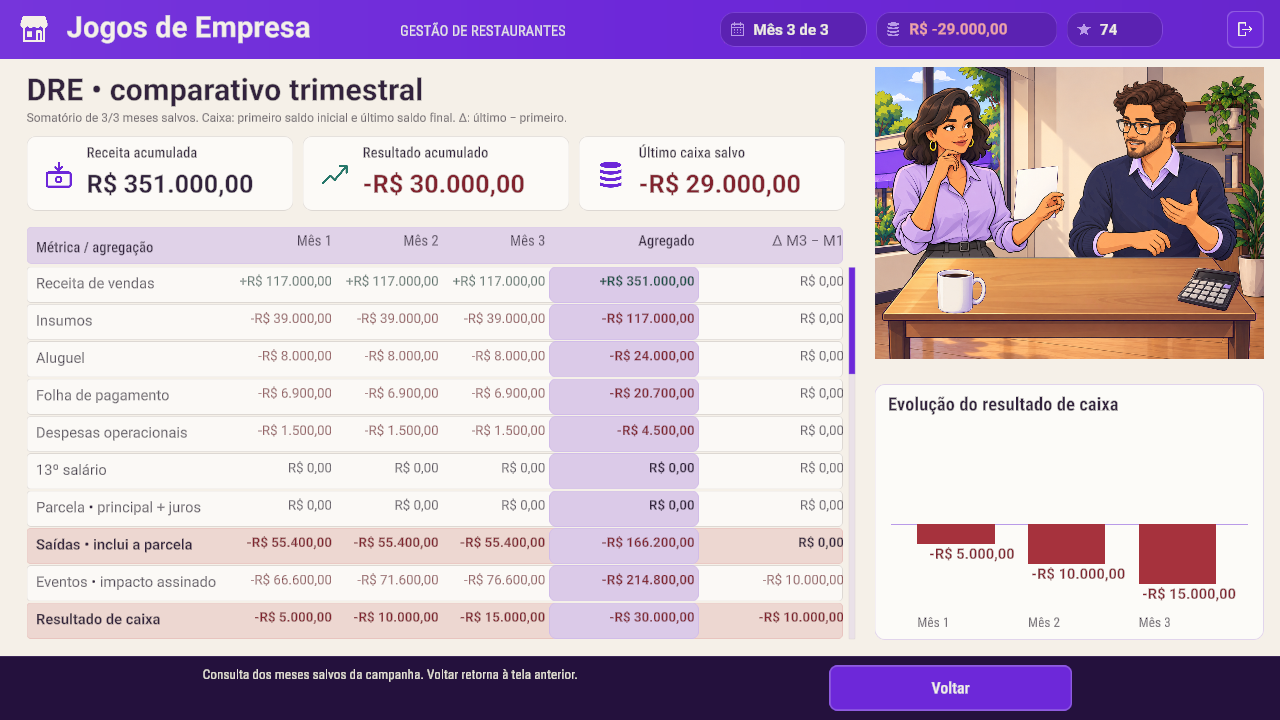 Jogos de Empresa
GESTÃO DE RESTAURANTES
Mês 3 de 3
R$ -29.000,00
74
DRE • comparativo trimestral
Somatório de 3/3 meses salvos. Caixa: primeiro saldo inicial e último saldo final. Δ: último − primeiro.
Receita acumulada
R$ 351.000,00
Resultado acumulado
-R$ 30.000,00
Último caixa salvo
-R$ 29.000,00
Métrica / agregação Mês 1 Mês 2 Mês 3 Agregado Δ M3 − M1
Receita de vendas +R$ 117.000,00 +R$ 117.000,00 +R$ 117.000,00 +R$ 351.000,00 R$ 0,00
Insumos -R$ 39.000,00 -R$ 39.000,00 -R$ 39.000,00 -R$ 117.000,00 R$ 0,00
Aluguel -R$ 8.000,00 -R$ 8.000,00 -R$ 8.000,00 -R$ 24.000,00 R$ 0,00
Folha de pagamento -R$ 6.900,00 -R$ 6.900,00 -R$ 6.900,00 -R$ 20.700,00 R$ 0,00
Despesas operacionais -R$ 1.500,00 -R$ 1.500,00 -R$ 1.500,00 -R$ 4.500,00 R$ 0,00
13º salário R$ 0,00 R$ 0,00 R$ 0,00 R$ 0,00 R$ 0,00
Parcela • principal + juros R$ 0,00 R$ 0,00 R$ 0,00 R$ 0,00 R$ 0,00
Saídas • inclui a parcela -R$ 55.400,00 -R$ 55.400,00 -R$ 55.400,00 -R$ 166.200,00 R$ 0,00
Eventos • impacto assinado -R$ 66.600,00 -R$ 71.600,00 -R$ 76.600,00 -R$ 214.800,00 -R$ 10.000,00
Resultado de caixa -R$ 5.000,00 -R$ 10.000,00 -R$ 15.000,00 -R$ 30.000,00 -R$ 10.000,00
Evolução do resultado de caixa
-R$ 5.000,00
-R$ 10.000,00
-R$ 15.000,00
Mês 1 Mês 2 Mês 3
Consulta dos meses salvos da campanha. Voltar retorna à tela anterior.
Voltar